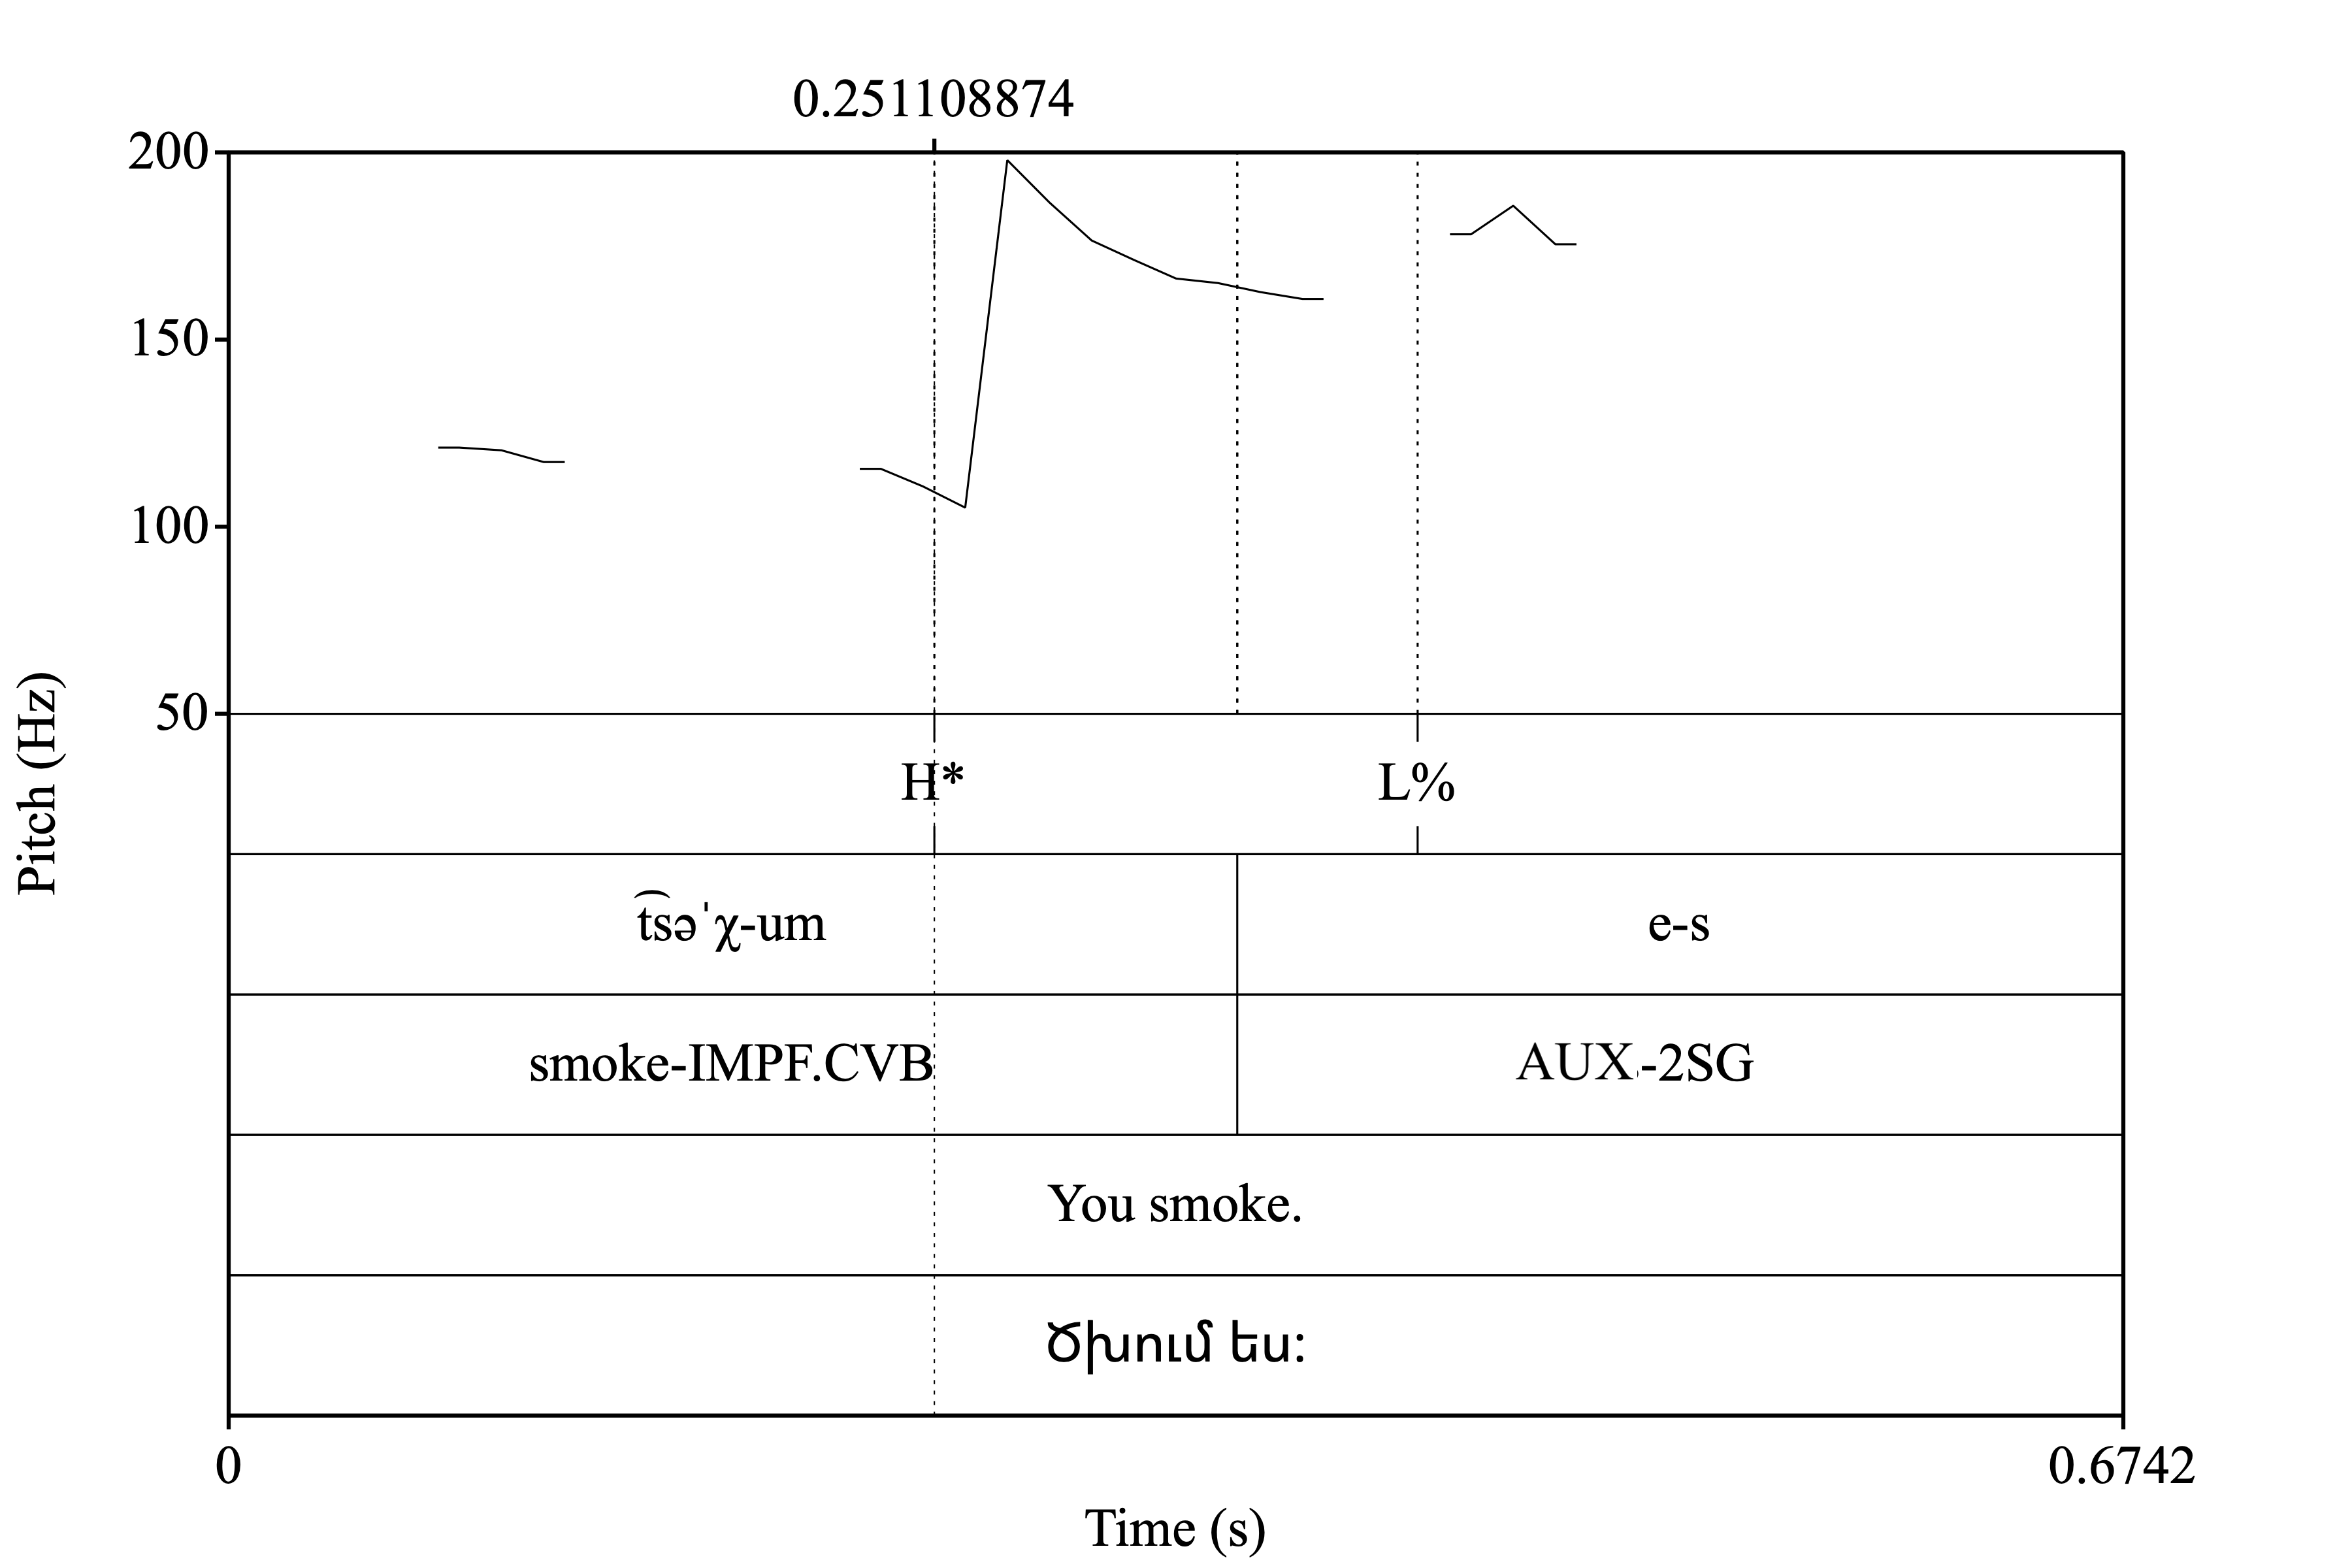 0.251108874
200
150
100
50
Pitch (Hz)
H* L%
t͡səˈχ-um e-s
smoke-IMPF.CVB AUX-2SG
You smoke.
Ծխում ես:
0 0.6742
Time (s)